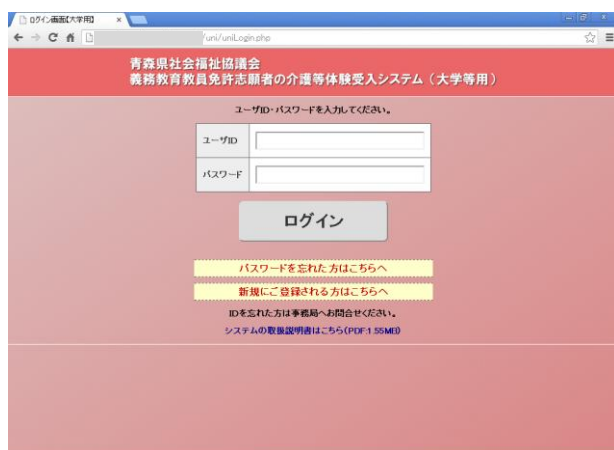 ログイン画面【大学用】
/uni/uniLogin.php
青森県社会福祉協議会
義務教育教員免許志願者の介護等体験受入システム（大学等用）
ユーザID・パスワードを入力してください。
ユーザID
パスワード
ログイン
パスワードを忘れた方はこちらへ
新規にご登録される方はこちらへ
IDを忘れた方は事務局へお問合せください。
システムの取扱説明書はこちら(PDF:1.55MB)